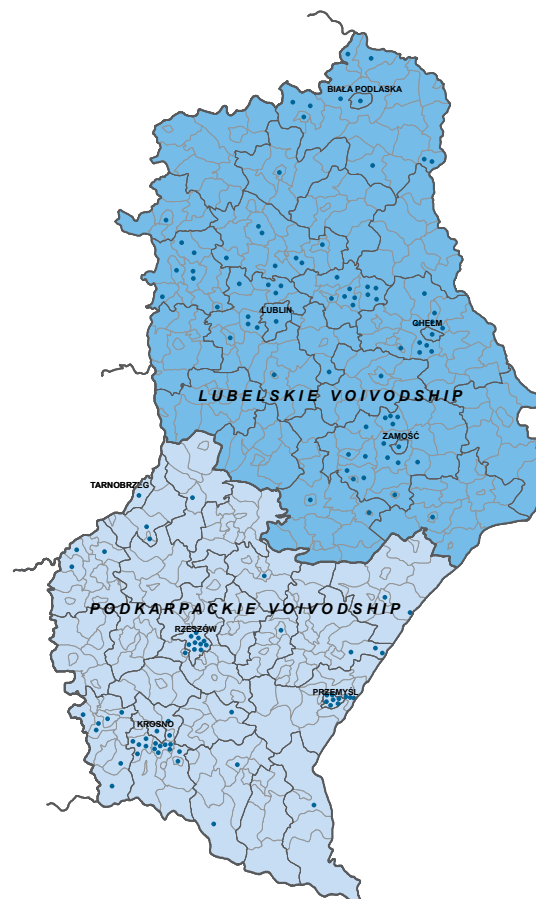 BIAŁA PODLASKA
LUBLIN
CHEŁM
LUBELSKIE VOIVODSHIP
ZAMOŚĆ
TARNOBRZEG
PODKARPACKIE VOIVODSHIP
RZESZÓW
PRZEMYŚL
KROSNO